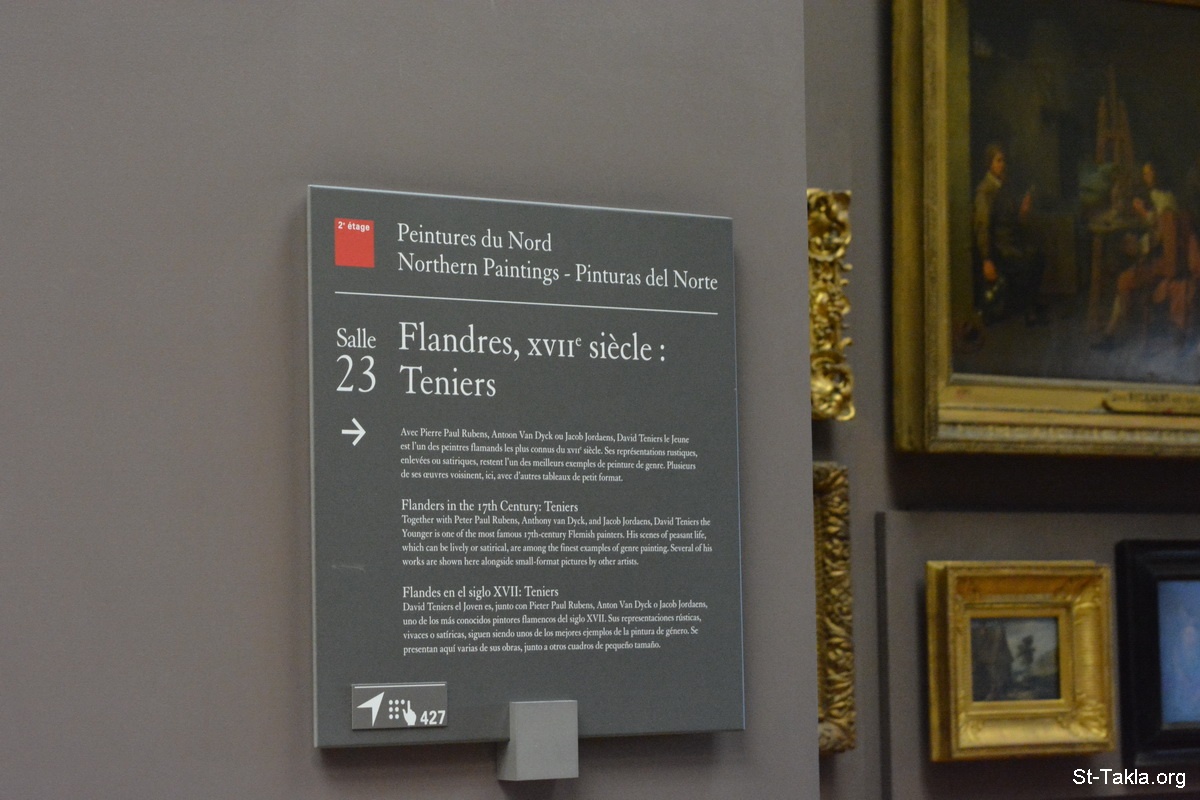 2e étage
Peintures du Nord
Northern Paintings - Pinturas del Norte
Salle
23
Flandres, XVIIe siècle :
Teniers
Avec Pierre Paul Rubens, Antoon Van Dyck ou Jacob Jordaens, David Teniers le Jeune
est l'un des peintres flamands les plus connus du XVIIe siècle. Ses représentations rustiques,
enlevées ou satiriques, restent l'un des meilleurs exemples de peinture de genre. Plusieurs
de ses œuvres voisinent, ici, avec d'autres tableaux de petit format.
Flanders in the 17th Century: Teniers
Together with Peter Paul Rubens, Anthony van Dyck, and Jacob Jordaens, David Teniers the
Younger is one of the most famous 17th-century Flemish painters. His scenes of peasant life,
which can be lively or satirical, are among the finest examples of genre painting. Several of his
works are shown here alongside small-format pictures by other artists.
Flandes en el siglo XVII: Teniers
David Teniers el Joven es, junto con Pieter Paul Rubens, Anton Van Dyck o Jacob Jordaens,
uno de los más conocidos pintores flamencos del siglo XVII. Sus representaciones rústicas,
vivaces o satíricas, siguen siendo unos de los mejores ejemplos de la pintura de género. Se
presentan aquí varias de sus obras, junto a otros cuadros de pequeño tamaño.
427
St-Takla.org